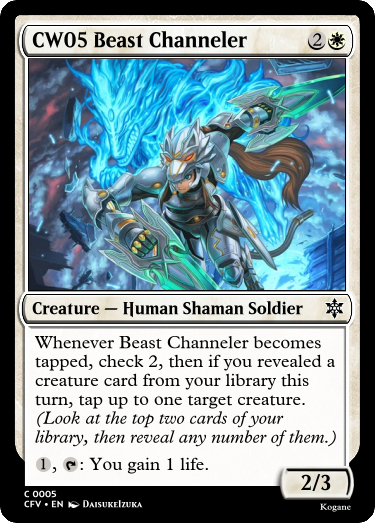 CW05 Beast Channeler 2
Creature — Human Shaman Soldier
Whenever Beast Channeler becomes
tapped, check 2, then if you revealed a
creature card from your library this
turn, tap up to one target creature.
(Look at the top two cards of your
library, then reveal any number of them.)
1, : You gain 1 life.
2/3
C 0005
CFV • EN DaisukeIzuka
Kogane